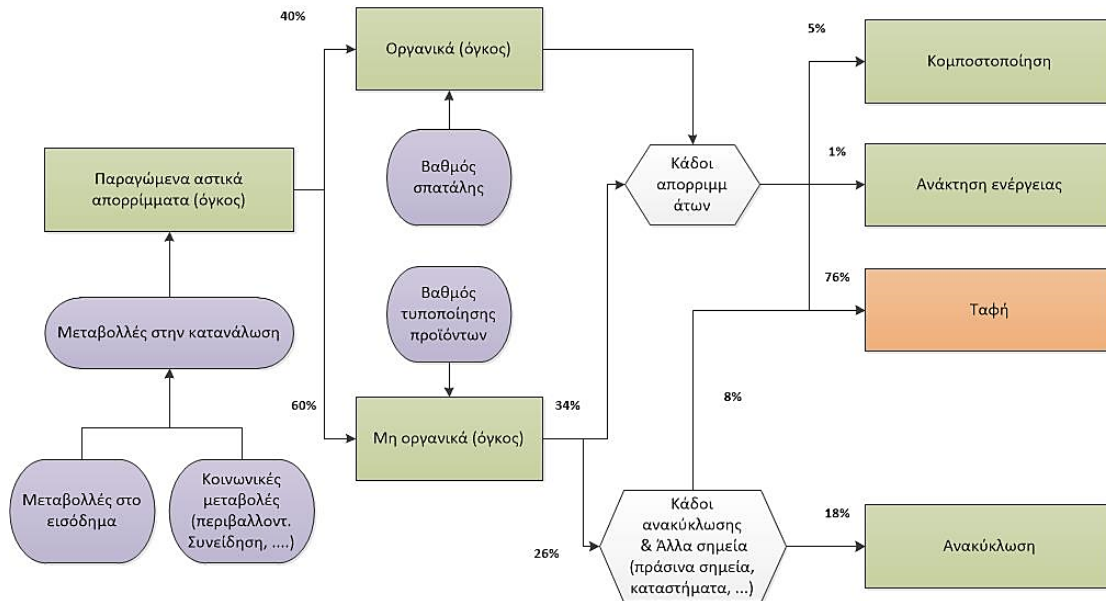 40%
Οργανικά (όγκος)
5%
Κομποστοποίηση
Παραγώμενα αστικά
απορρίμματα (όγκος)
Βαθμός
σπατάλης
Κάδοι
απορριμμ
άτων
1%
Ανάκτηση ενέργειας
Μεταβολλές στην κατανάλωση
Βαθμός
τυποποίησης
προϊόντων
76%
Ταφή
60%
Μη οργανικά (όγκος)
34%
8%
Μεταβολλές στο
εισόδημα
Κοινωνικές
μεταβολές
(περιβαλλοντ.
Συνείδηση, ....)
26%
Κάδοι
ανακύκλωσης
& Άλλα σημεία
(πράσινα σημεία,
καταστήματα, ...)
18%
Ανακύκλωση